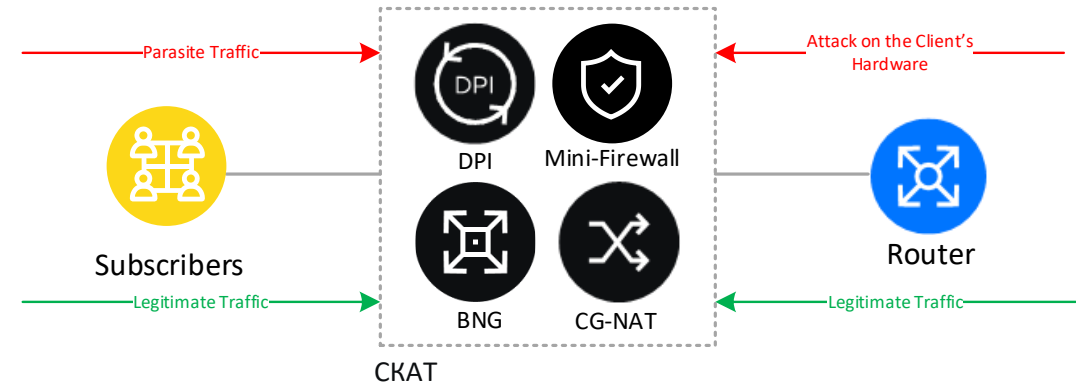 Parasite Traffic
Attack on the Client's
Hardware
DPI
DPI
Mini-Firewall
Subscribers
Router
Legitimate Traffic
Legitimate Traffic
BNG
CG-NAT
СКАТ